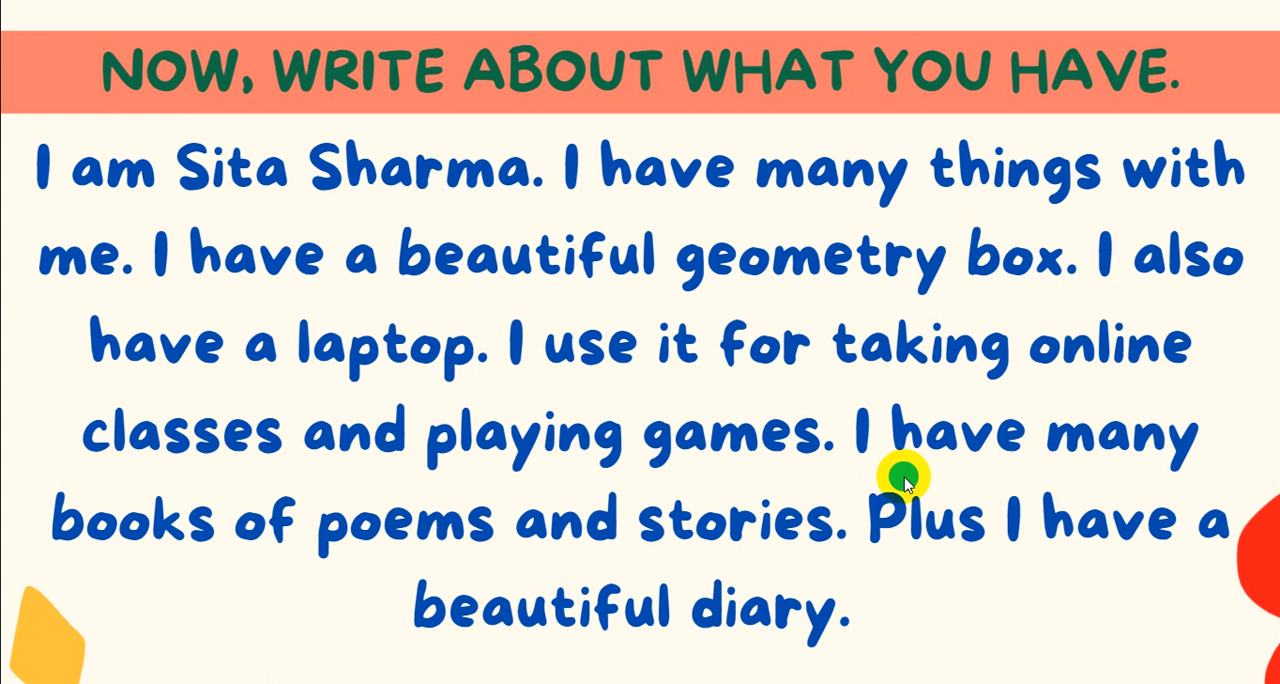 NOW, WRITE ABOUT WHAT YOU HAVE.
I am Sita Sharma. I have many things with
me. I have a beautiful geometry box. I also
have a laptop. I use it for taking online
classes and playing games. I have many
books of poems and stories. Plus I have a
beautiful diary.